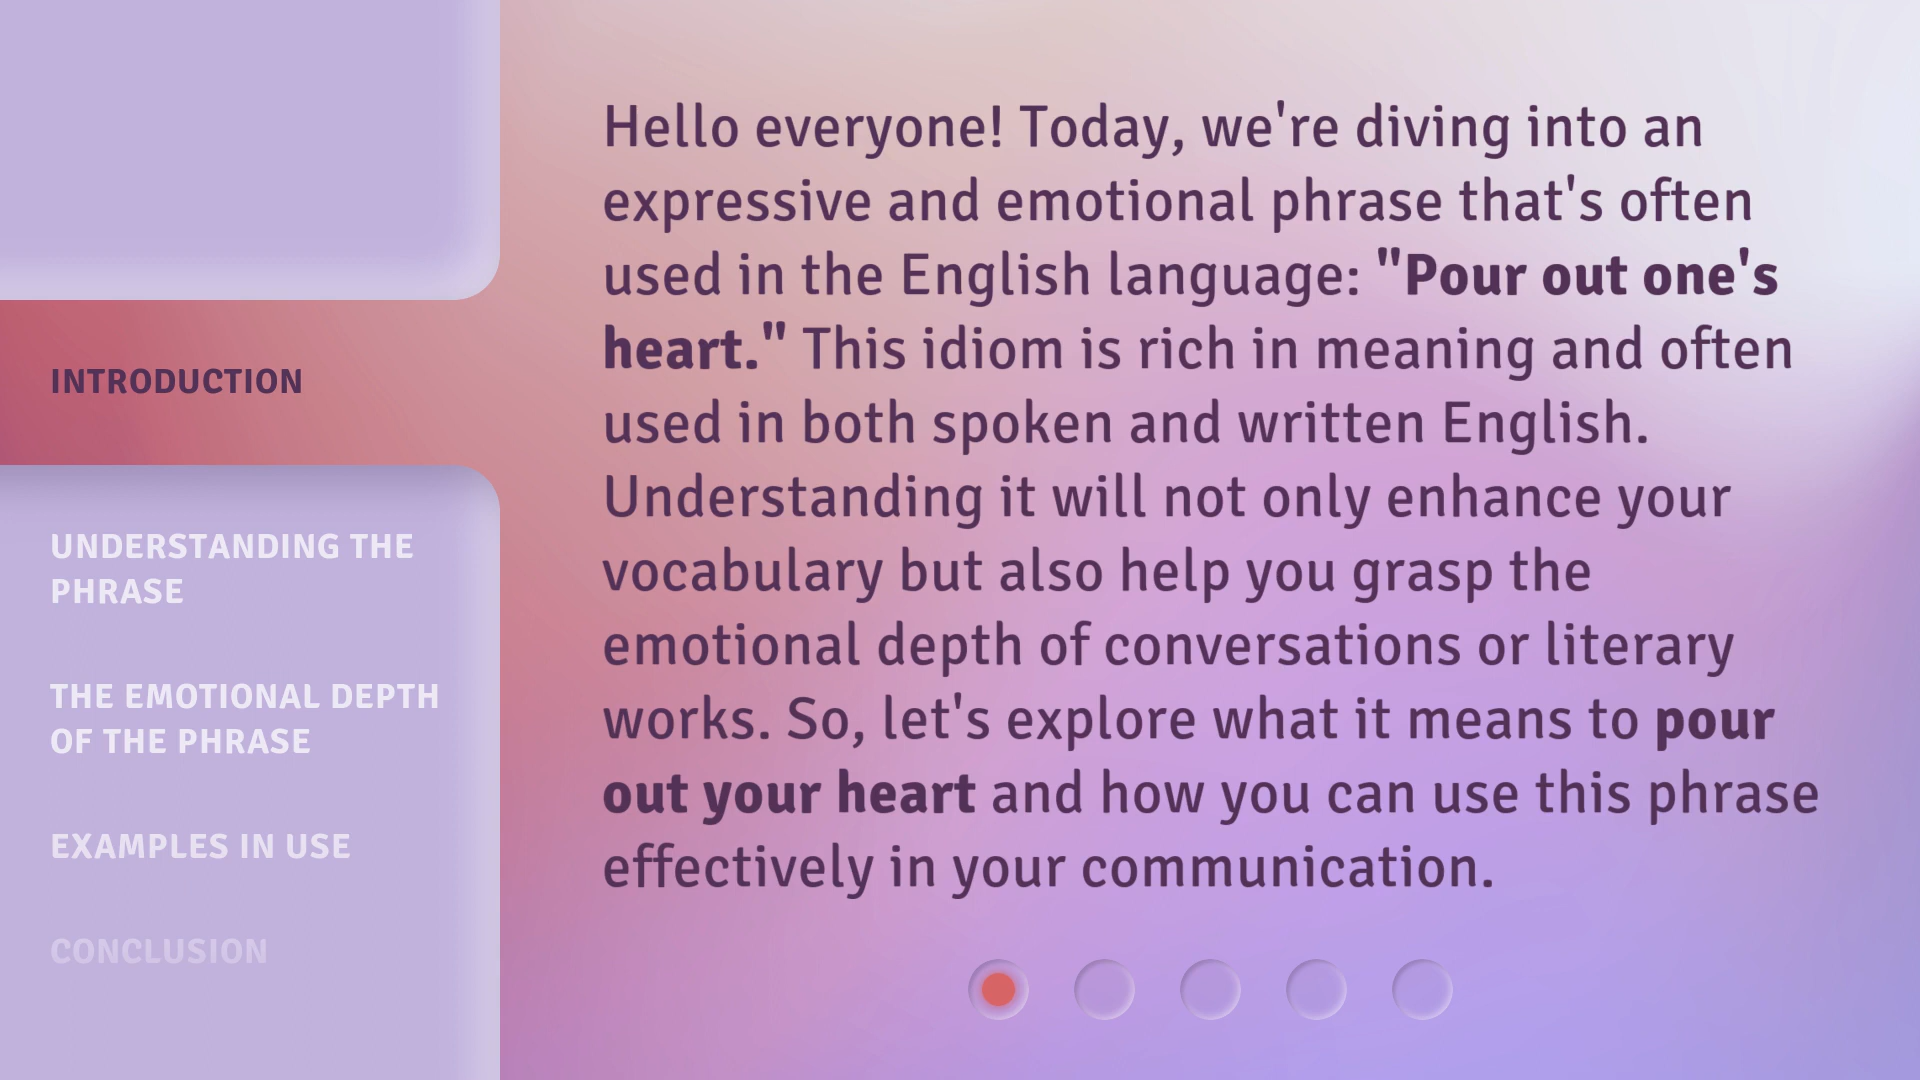 INTRODUCTION
UNDERSTANDING THE
PHRASE
THE EMOTIONAL DEPTH
OF THE PHRASE
EXAMPLES IN USE
CONCLUSION
Hello everyone! Today, we're diving into an
expressive and emotional phrase that's often
used in the English language: "Pour out one's
heart." This idiom is rich in meaning and often
used in both spoken and written English.
Understanding it will not only enhance your
vocabulary but also help you grasp the
emotional depth of conversations or literary
works. So, let's explore what it means to pour
out your heart and how you can use this phrase
effectively in your communication.